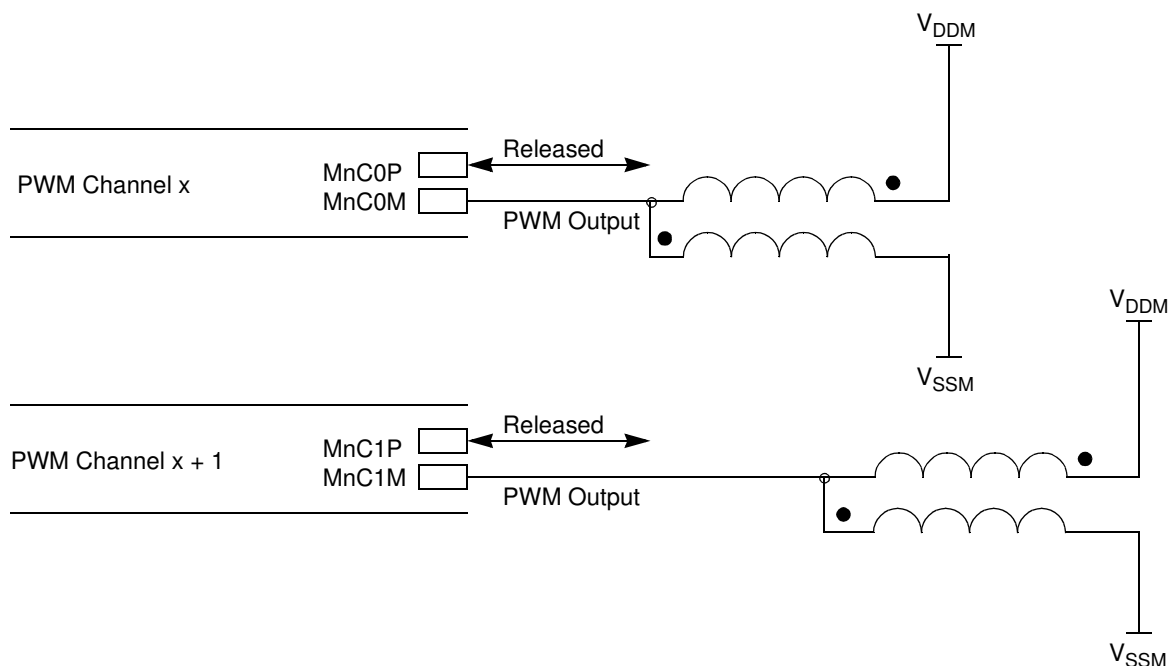 V_DDM
Released
MnC0P
PWM Channel x
MnC0M
PWM Output
V_DDM
V_SSM
Released
MnC1P
PWM Channel x + 1
MnC1M
PWM Output
V_SSM